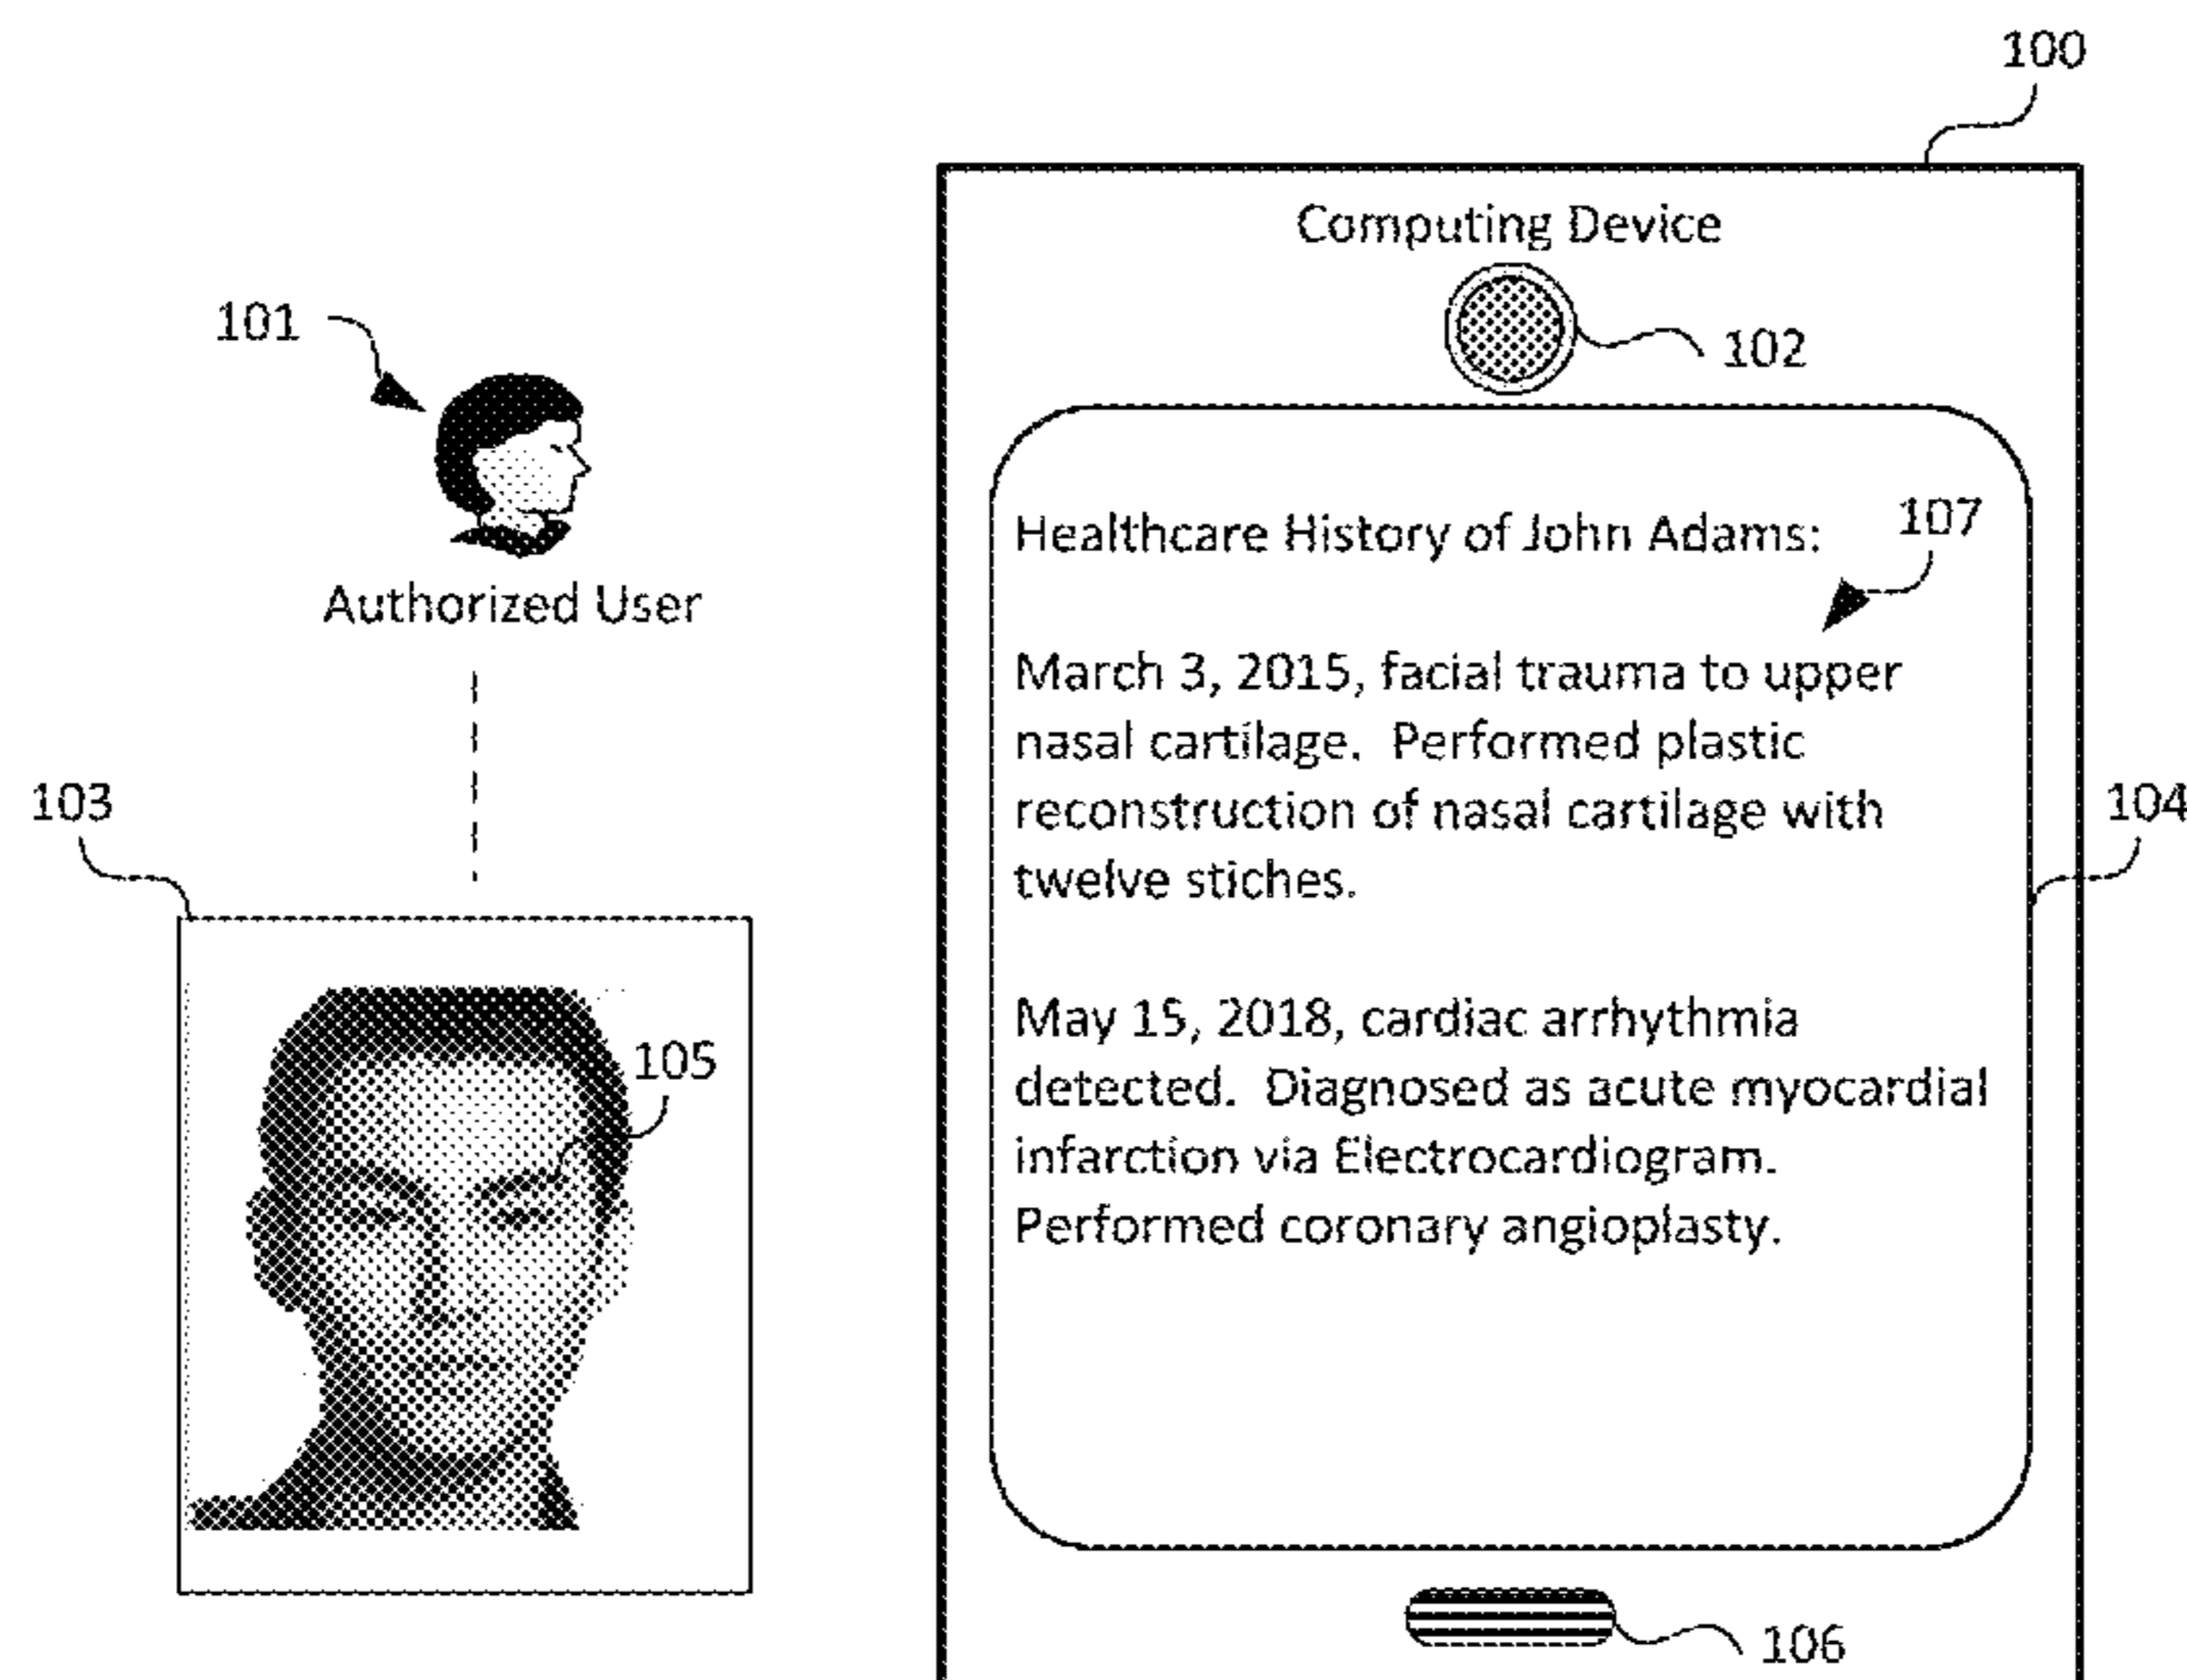 100
Computing Device
101
102
Authorized User
Healthcare History of John Adams:
107
March 3, 2015, facial trauma to upper
nasal cartilage. Performed plastic
reconstruction of nasal cartilage with
twelve stiches.
103
104
May 15, 2018, cardiac arrhythmia
detected. Diagnosed as acute myocardial
infarction via Electrocardiogram.
Performed coronary angioplasty.
105
106